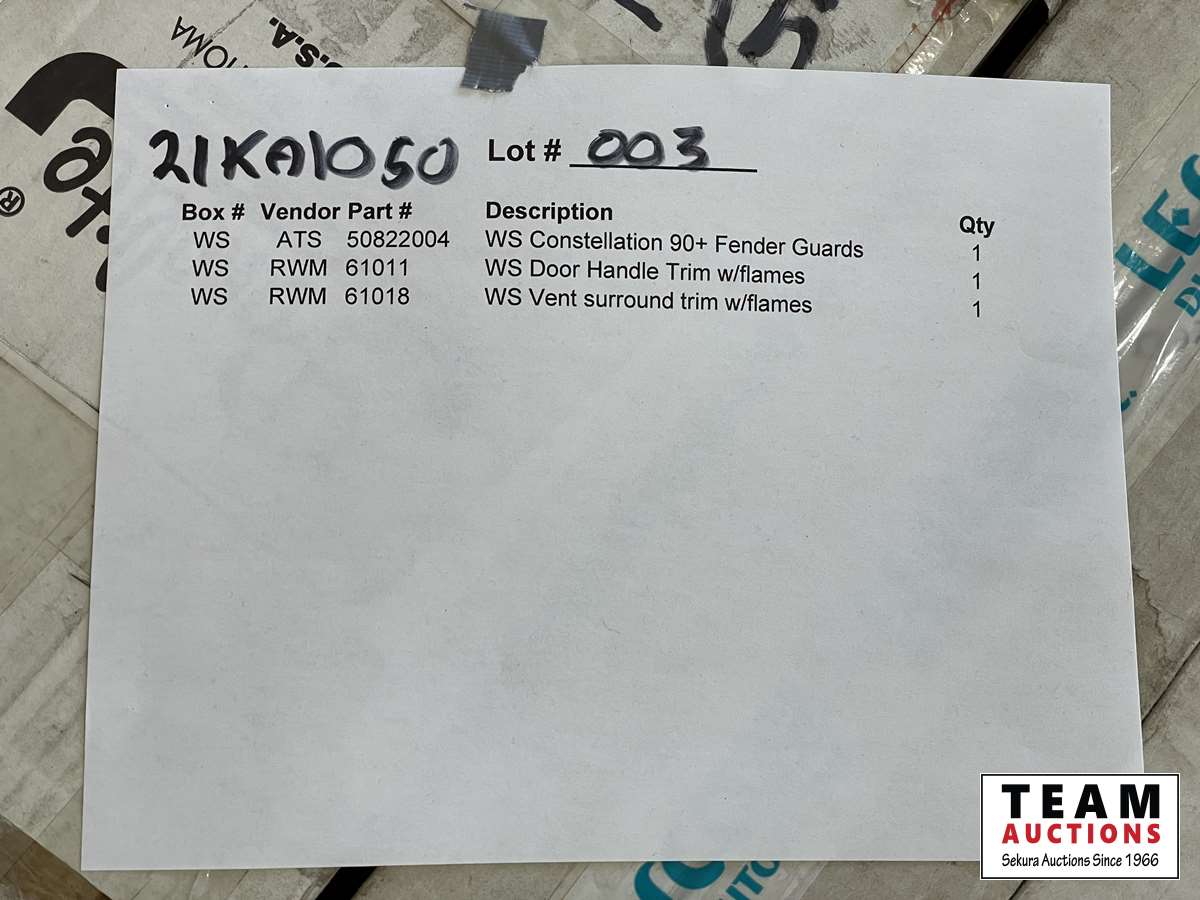 TOMA
U.S.A.
21KA1050 Lot # 003
Box # Vendor Part # Description Qty
WS ATS 50822004 WS Constellation 90+ Fender Guards 1
WS RWM 61011 WS Door Handle Trim w/flames 1
WS RWM 61018 WS Vent surround trim w/flames 1
®
TEAM
AUCTIONS
Sekura Auctions Since 1966